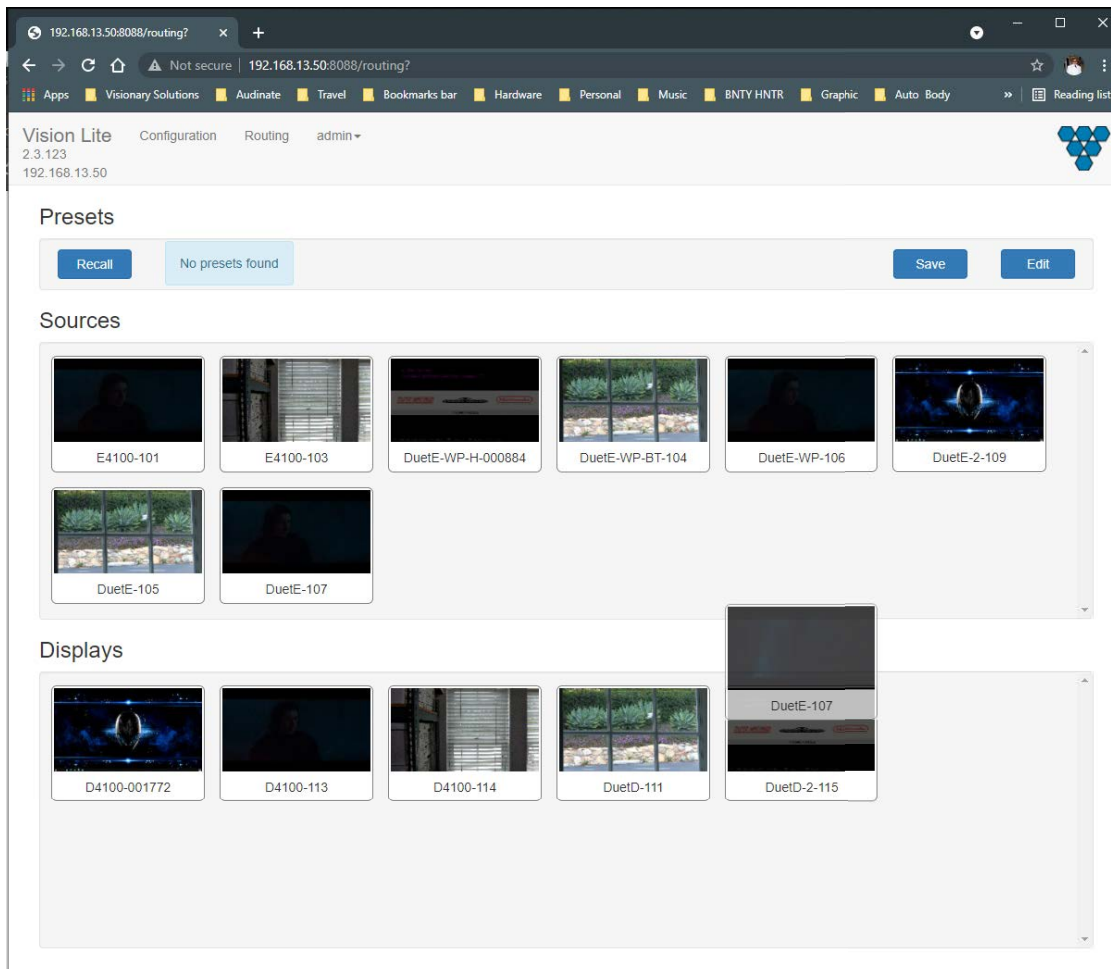 192.168.13.50:8088/routing?
Not secure | 192.168.13.50:8088/routing?
Apps Visionary Solutions Audinate Travel Bookmarks bar Hardware Personal Music BNTY HNTR Graphic Auto Body » Reading list
Vision Lite Configuration Routing admin
2.3.123
192.168.13.50
Presets
Recall No presets found Save Edit
Sources
E4100-101 E4100-103 DuetE-WP-H-000884 DuetE-WP-BT-104 DuetE-WP-106 DuetE-2-109
DuetE-105 DuetE-107
Displays
DuetE-107
D4100-001772 D4100-113 D4100-114 DuetD-111 DuetD-2-115